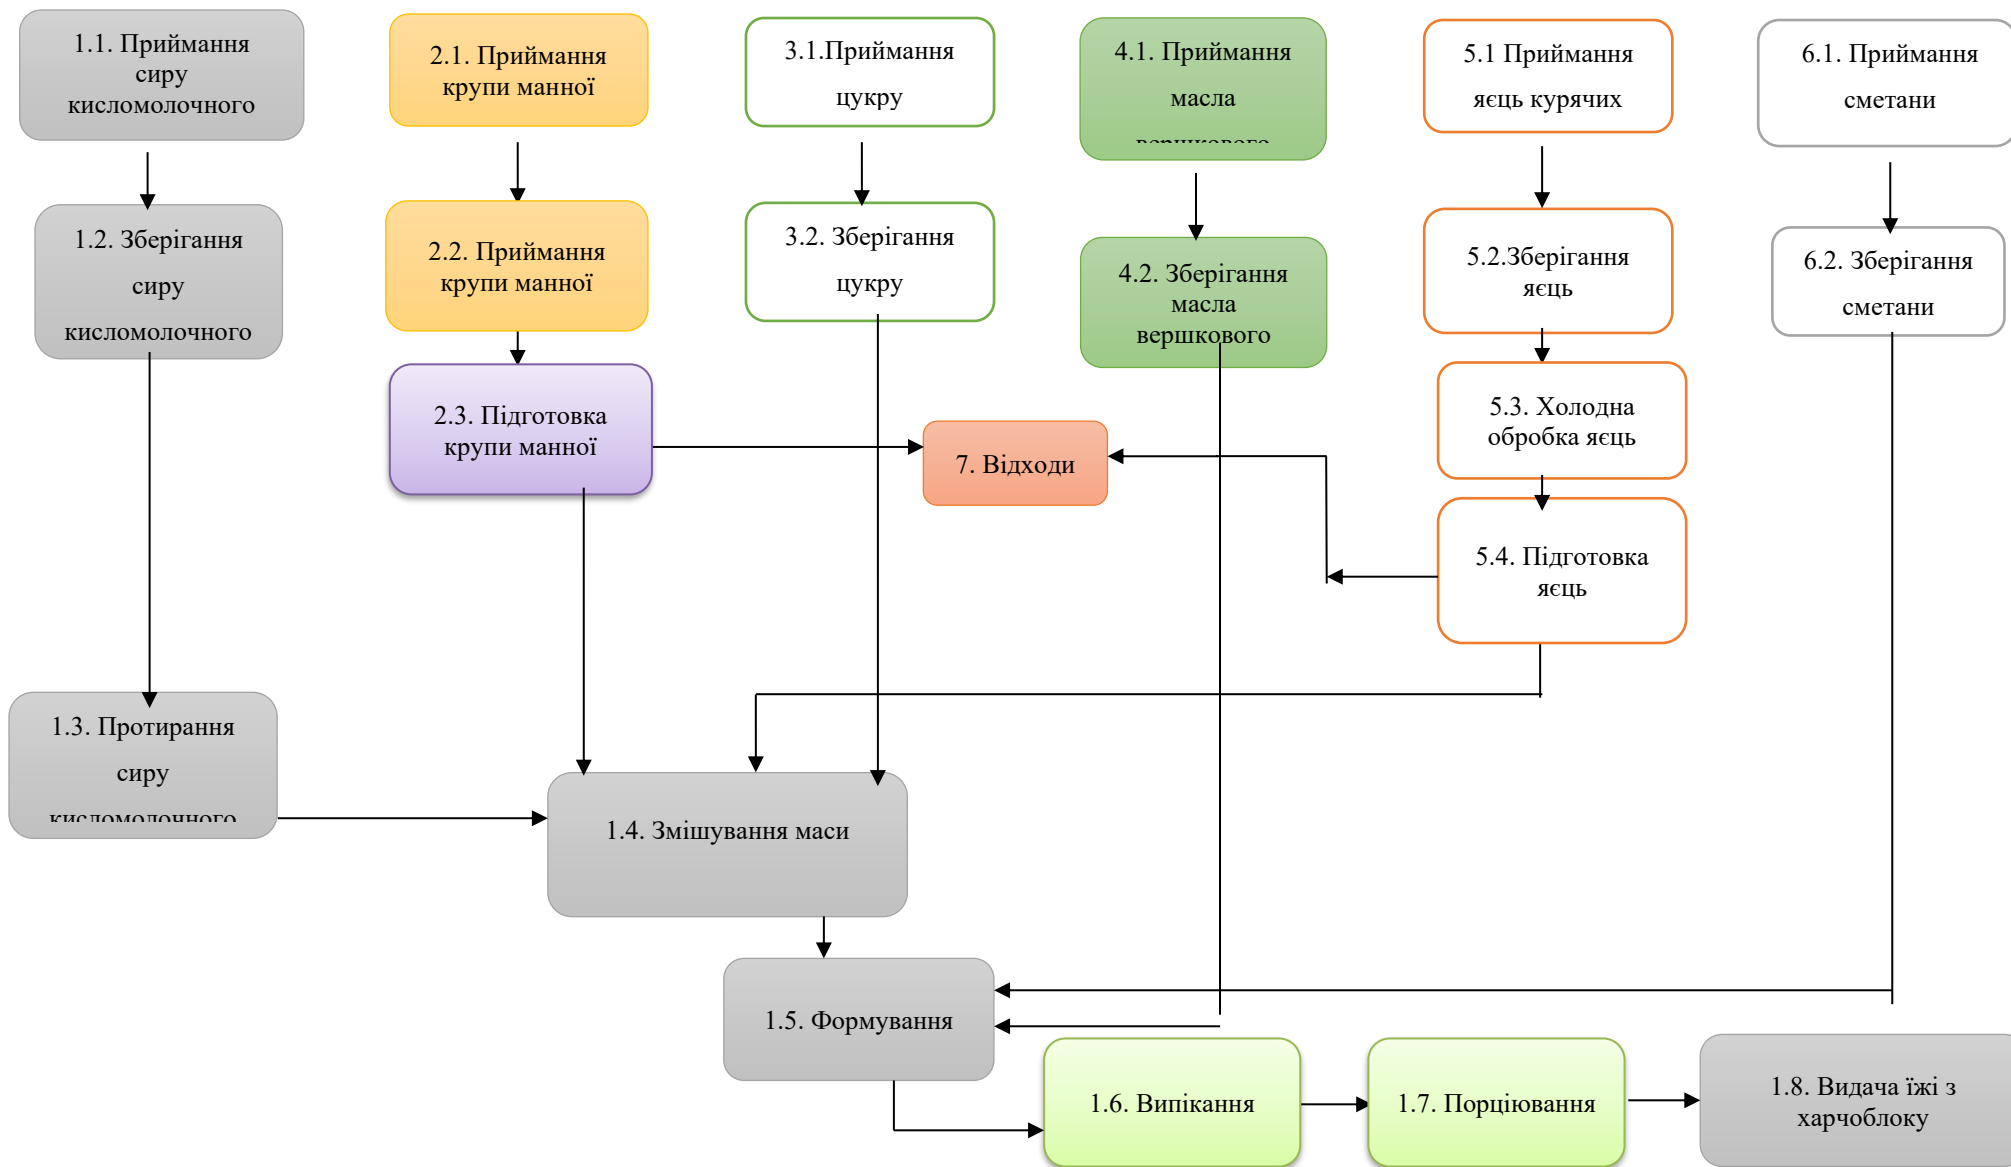 1.1. Приймання
сиру
кисломолочного
2.1. Приймання
крупи манної
3.1.Приймання
цукру
4.1. Приймання
масла
вершкового
5.1 Приймання
яєць курячих
6.1. Приймання
сметани
1.2. Зберігання
сиру
кисломолочного
2.2. Приймання
крупи манної
3.2. Зберігання
цукру
4.2. Зберігання
масла
вершкового
5.2.Зберігання
яєць
6.2. Зберігання
сметани
2.3. Підготовка
крупи манної
7. Відходи
5.3. Холодна
обробка яєць
5.4. Підготовка
яєць
1.3. Протирання
сиру
кисломолочного
1.4. Змішування маси
1.5. Формування
1.6. Випікання
1.7. Порціювання
1.8. Видача їжі з
харчоблоку